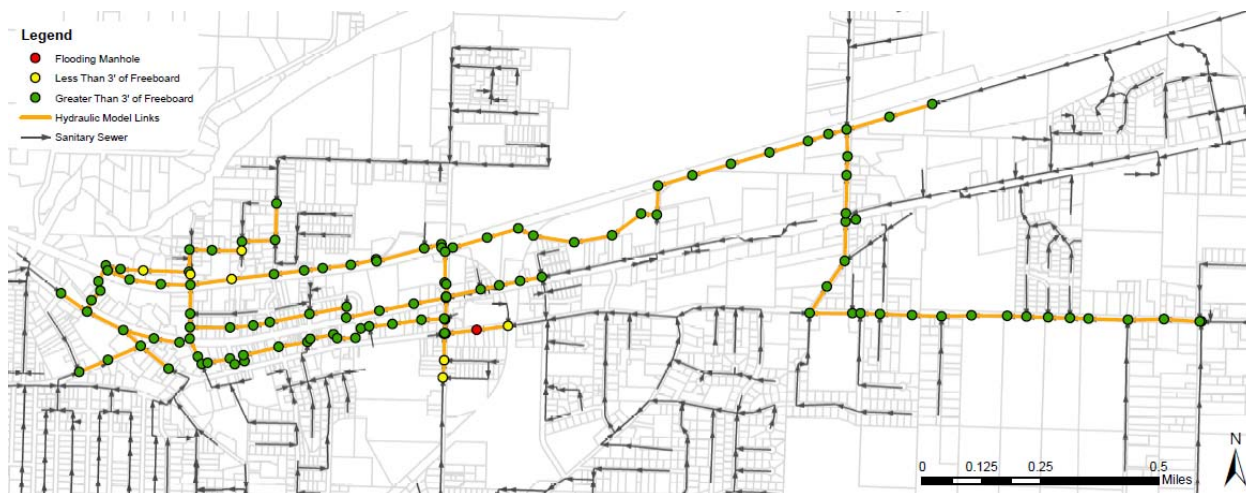 Legend
Flooding Manhole
Less Than 3' of Freeboard
Greater Than 3' of Freeboard
Hydraulic Model Links
Sanitary Sewer
N
0 0.125 0.25 0.5
Miles